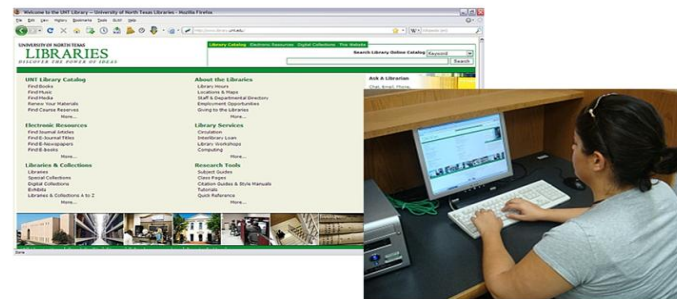 Welcome to the UNT Library — University of North Texas Libraries - Mozilla Firefox
File Edit View History Bookmarks Tools Help
UNIVERSITY OF NORTH TEXAS
LIBRARIES
DISCOVER THE POWER OF IDEAS
Library Catalog Electronic Resources Digital Collections This Website
Search Library Online Catalog Keyword
Search
UNT Library Catalog
Find Books
Find Music
Find Media
Renew Your Materials
Find Course Reserves
More...
Electronic Resources
Find Journal Articles
Find E-Journal Titles
Find E-Newspapers
Find E-books
More...
Libraries & Collections
Libraries
Special Collections
Digital Collections
Exhibits
Libraries & Collections A to Z
More...
About the Libraries
Library Hours
Locations & Maps
Staff & Departmental Directory
Employment Opportunities
Giving to the Libraries
More...
Library Services
Circulation
Interlibrary Loan
Library Workshops
Computing
More...
Research Tools
Subject Guides
Class Pages
Citation Guides & Style Manuals
Tutorials
Quick Reference
More...
Ask A Librarian
Chat, Email, Phone,
Done